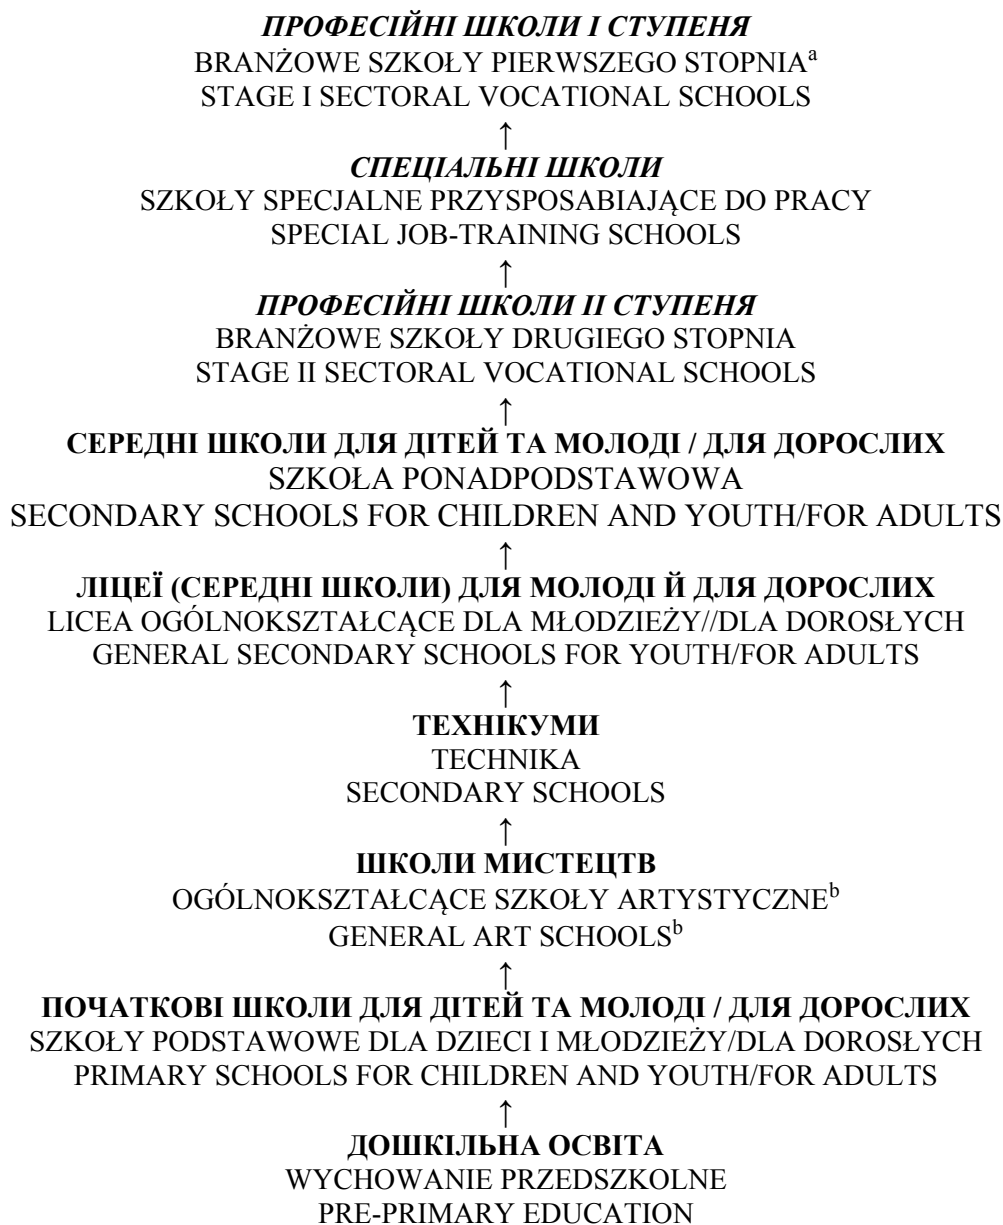 ПРОФЕСІЙНІ ШКОЛИ І СТУПЕНЯ
BRANŻOWE SZKOŁY PIERWSZEGO STOPNIAᵃ
STAGE I SECTORAL VOCATIONAL SCHOOLS
↑
СПЕЦІАЛЬНІ ШКОЛИ
SZKOŁY SPECJALNE PRZYSPOSABIAJĄCE DO PRACY
SPECIAL JOB-TRAINING SCHOOLS
↑
ПРОФЕСІЙНІ ШКОЛИ ІІ СТУПЕНЯ
BRANŻOWE SZKOŁY DRUGIEGO STOPNIA
STAGE II SECTORAL VOCATIONAL SCHOOLS
↑
СЕРЕДНІ ШКОЛИ ДЛЯ ДІТЕЙ ТА МОЛОДІ / ДЛЯ ДОРОСЛИХ
SZKOŁA PONADPODSTAWOWA
SECONDARY SCHOOLS FOR CHILDREN AND YOUTH/FOR ADULTS
↑
ЛІЦЕЇ (СЕРЕДНІ ШКОЛИ) ДЛЯ МОЛОДІ Й ДЛЯ ДОРОСЛИХ
LICEA OGÓLNOKSZTAŁCĄCE DLA MŁODZIEŻY//DLA DOROSŁYCH
GENERAL SECONDARY SCHOOLS FOR YOUTH/FOR ADULTS
↑
ТЕХНІКУМИ
TECHNIKA
SECONDARY SCHOOLS
↑
ШКОЛИ МИСТЕЦТВ
OGÓLNOKSZTAŁCĄCE SZKOŁY ARTYSTYCZNEᵇ
GENERAL ART SCHOOLSᵇ
↑
ПОЧАТКОВІ ШКОЛИ ДЛЯ ДІТЕЙ ТА МОЛОДІ / ДЛЯ ДОРОСЛИХ
SZKOŁY PODSTAWOWE DLA DZIECI I MŁODZIEŻY/DLA DOROSŁYCH
PRIMARY SCHOOLS FOR CHILDREN AND YOUTH/FOR ADULTS
↑
ДОШКІЛЬНА ОСВІТА
WYCHOWANIE PRZEDSZKOLNE
PRE-PRIMARY EDUCATION